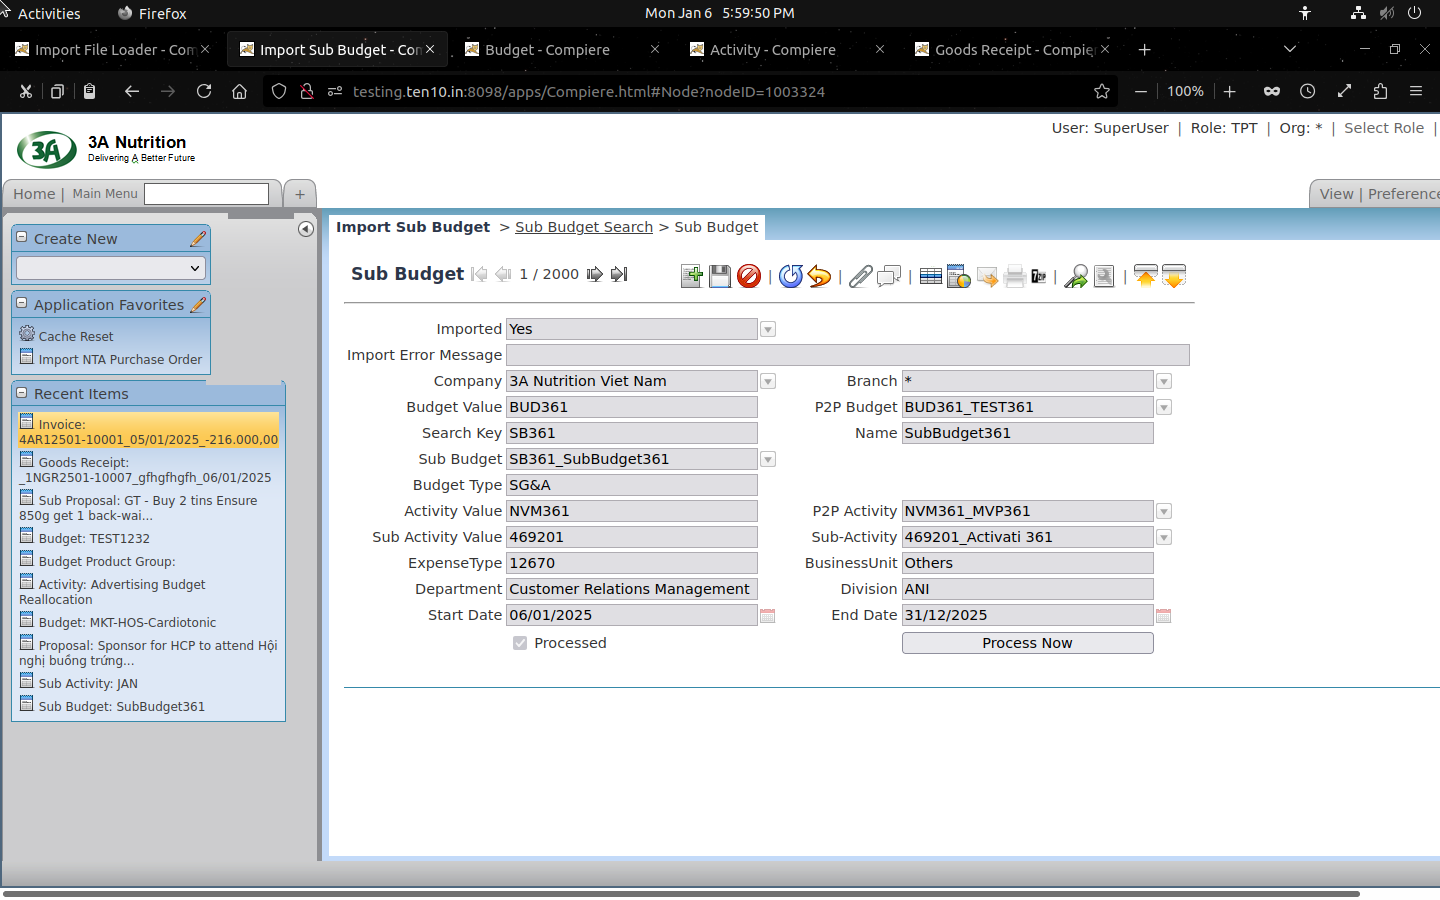 Activities Firefox Mon Jan 6 5:59:50 PM
Import File Loader - Com Import Sub Budget - Com Budget - Compiere Activity - Compiere Goods Receipt - Compie
testing.ten10.in:8098/apps/Compiere.html#Node?nodeID=1003324 100%
User: SuperUser | Role: TPT | Org: * | Select Role |
3A
3A Nutrition
Delivering A Better Future
Home | Main Menu + View | Preference
Import Sub Budget > Sub Budget Search > Sub Budget
Create New
Sub Budget 1 / 2000
7ZIP
Application Favorites
Cache Reset
Import NTA Purchase Order
Recent Items
Invoice:
4AR12501-10001_05/01/2025_-216.000,00
Goods Receipt:
_1NGR2501-10007_gfhgfhgfh_06/01/2025
Sub Proposal: GT - Buy 2 tins Ensure
850g get 1 back-wai...
Budget: TEST1232
Budget Product Group:
Activity: Advertising Budget
Reallocation
Budget: MKT-HOS-Cardiotonic
Proposal: Sponsor for HCP to attend Hội
nghị buồng trứng...
Sub Activity: JAN
Sub Budget: SubBudget361
Imported Yes
Import Error Message
Company 3A Nutrition Viet Nam Branch *
Budget Value BUD361 P2P Budget BUD361_TEST361
Search Key SB361 Name SubBudget361
Sub Budget SB361_SubBudget361
Budget Type SG&A
Activity Value NVM361 P2P Activity NVM361_MVP361
Sub Activity Value 469201 Sub-Activity 469201_Activati 361
ExpenseType 12670 BusinessUnit Others
Department Customer Relations Management Division ANI
Start Date 06/01/2025 End Date 31/12/2025
Processed Process Now